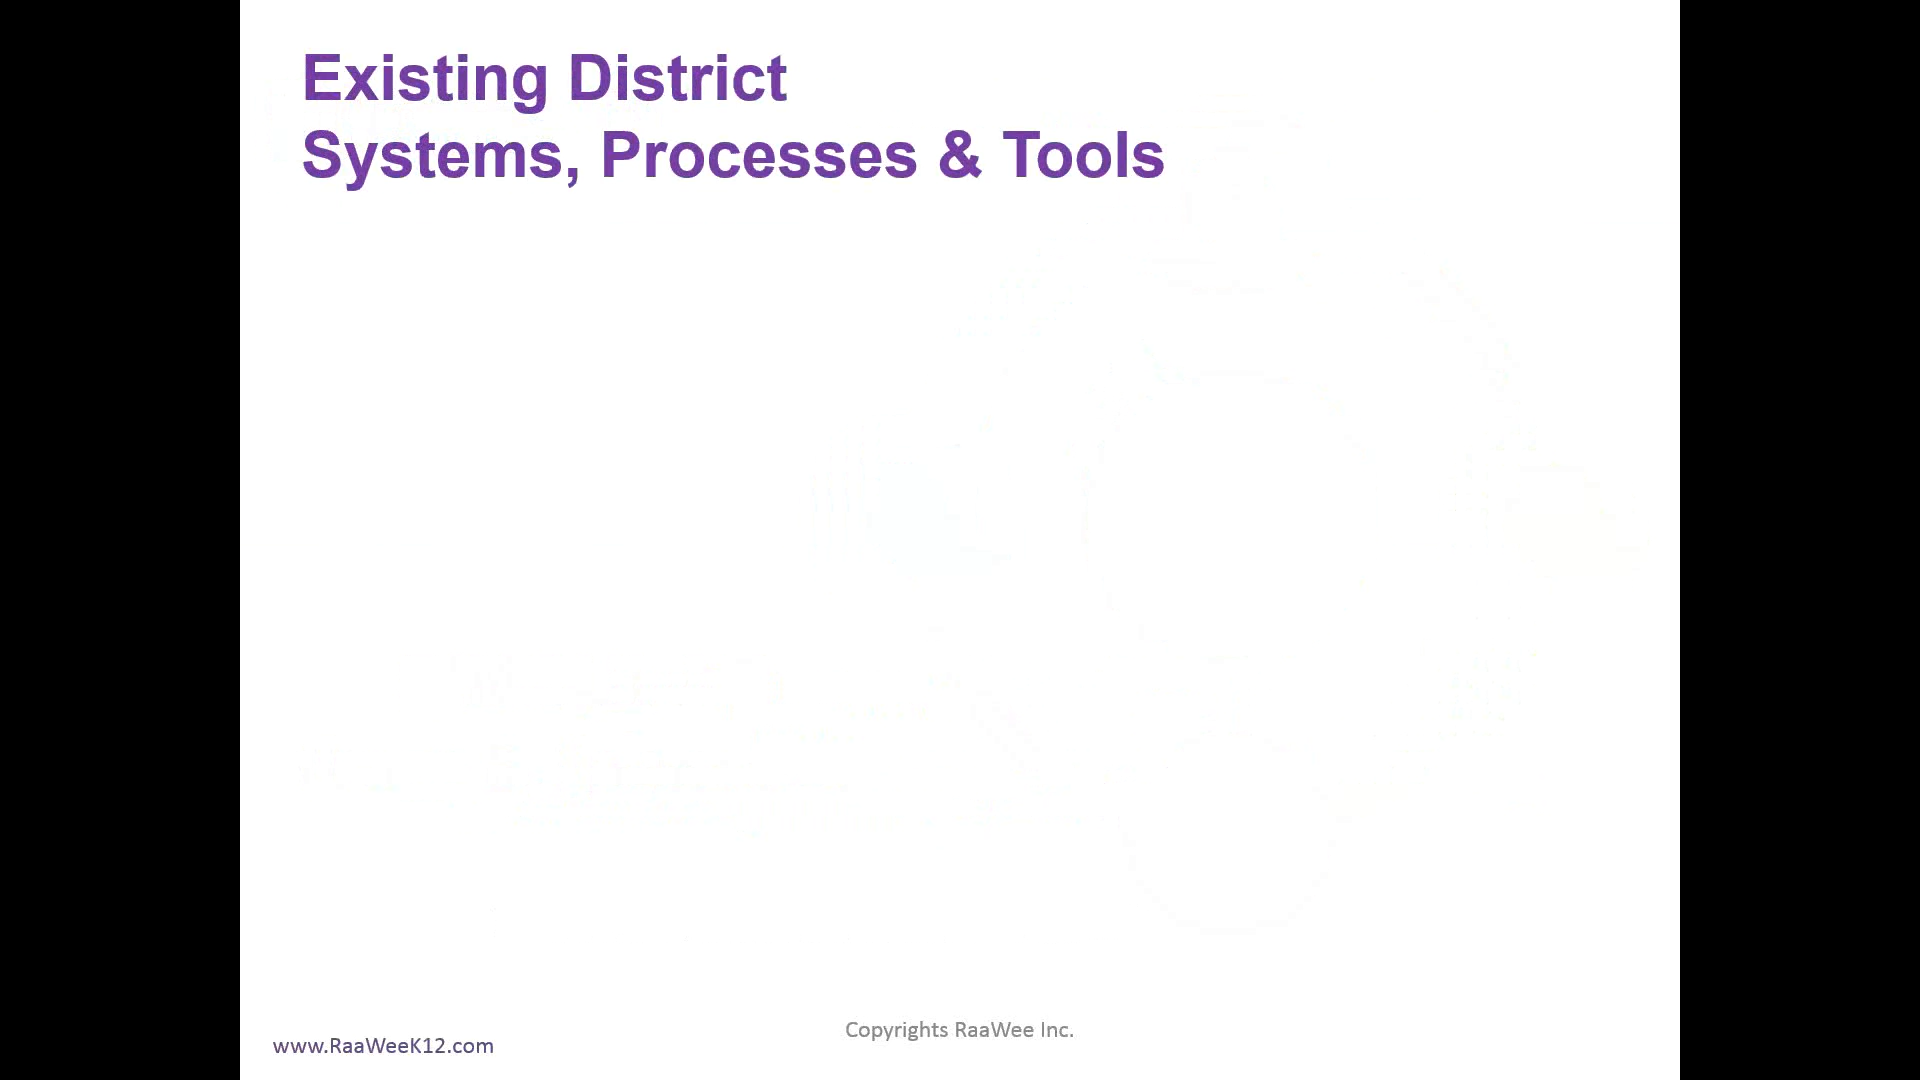 Existing District
Systems, Processes & Tools
Copyrights RaaWee Inc.
www.RaaWeeK12.com